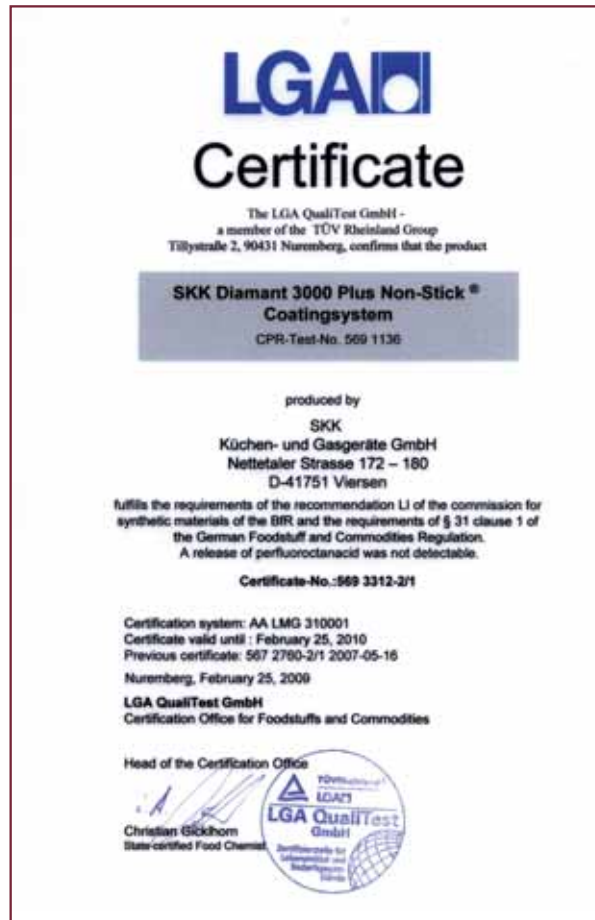 LGA
Certificate
The LGA QualiTest GmbH -
a member of the TÜV Rheinland Group
Tillystraße 2, 90431 Nuremberg, confirms that the product
SKK Diamant 3000 Plus Non-Stick ®
Coatingsystem
CPR-Test-No. 569 1136
produced by
SKK
Küchen- und Gasgeräte GmbH
Nettetaler Strasse 172 – 180
D-41751 Viersen
fulfills the requirements of the recommendation LI of the commission for
synthetic materials of the BfR and the requirements of § 31 clause 1 of
the German Foodstuff and Commodities Regulation.
A release of perfluoroctanacid was not detectable.
Certificate-No.:569 3312-2/1
Certification system: AA LMG 310001
Certificate valid until : February 25, 2010
Previous certificate: 567 2760-2/1 2007-05-16
Nuremberg, February 25, 2009
LGA QualiTest GmbH
Certification Office for Foodstuffs and Commodities
Head of the Certification Office
LGA
LGA QualiTest
GmbH
Christian Gicklhorn
State-certified Food Chemist